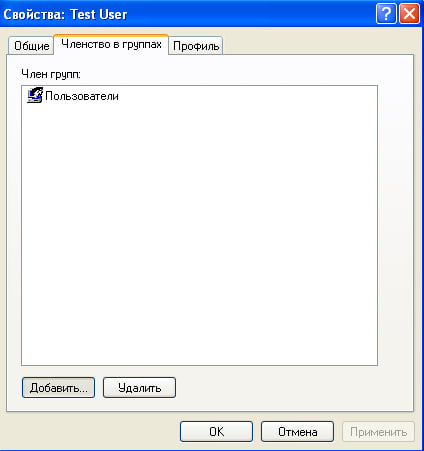 Свойства: Test User
Общие Членство в группах Профиль
Член групп:
Пользователи
Добавить... Удалить
OK Отмена Применить